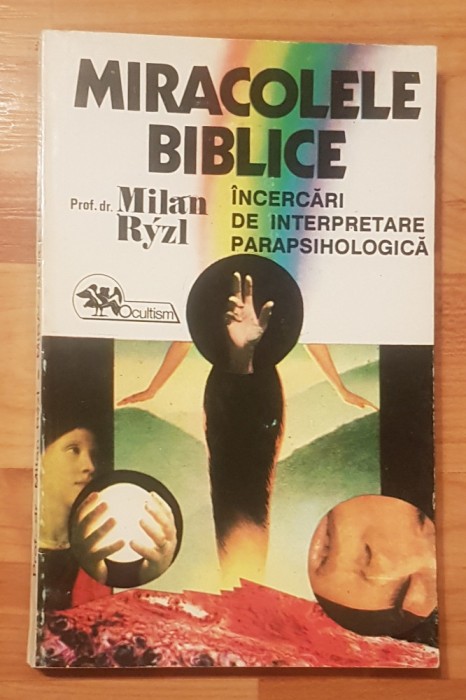 MIRACOLELE
BIBLICE
Prof. dr. Milan
Rýzl
ÎNCERCĂRI
DE INTERPRETARE
PARAPSIHOLOGICĂ
Ocultism